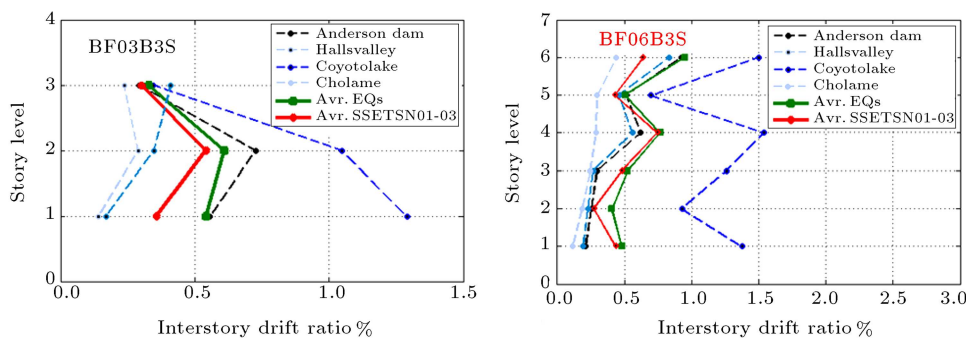 4
3
2
1
0
Story level
BF03B3S
Anderson dam
Hallsvalley
Coyotolake
Cholame
Avr. EQs
Avr. SSETSN01-03
0.0 0.5 1.0 1.5
Interstory drift ratio %
7
6
5
4
3
2
1
0
Story level
BF06B3S
Anderson dam
Hallsvalley
Coyotolake
Cholame
Avr. EQs
Avr. SSETSN01-03
0.0 0.5 1.0 1.5 2.0 2.5 3.0
Interstory drift ratio %